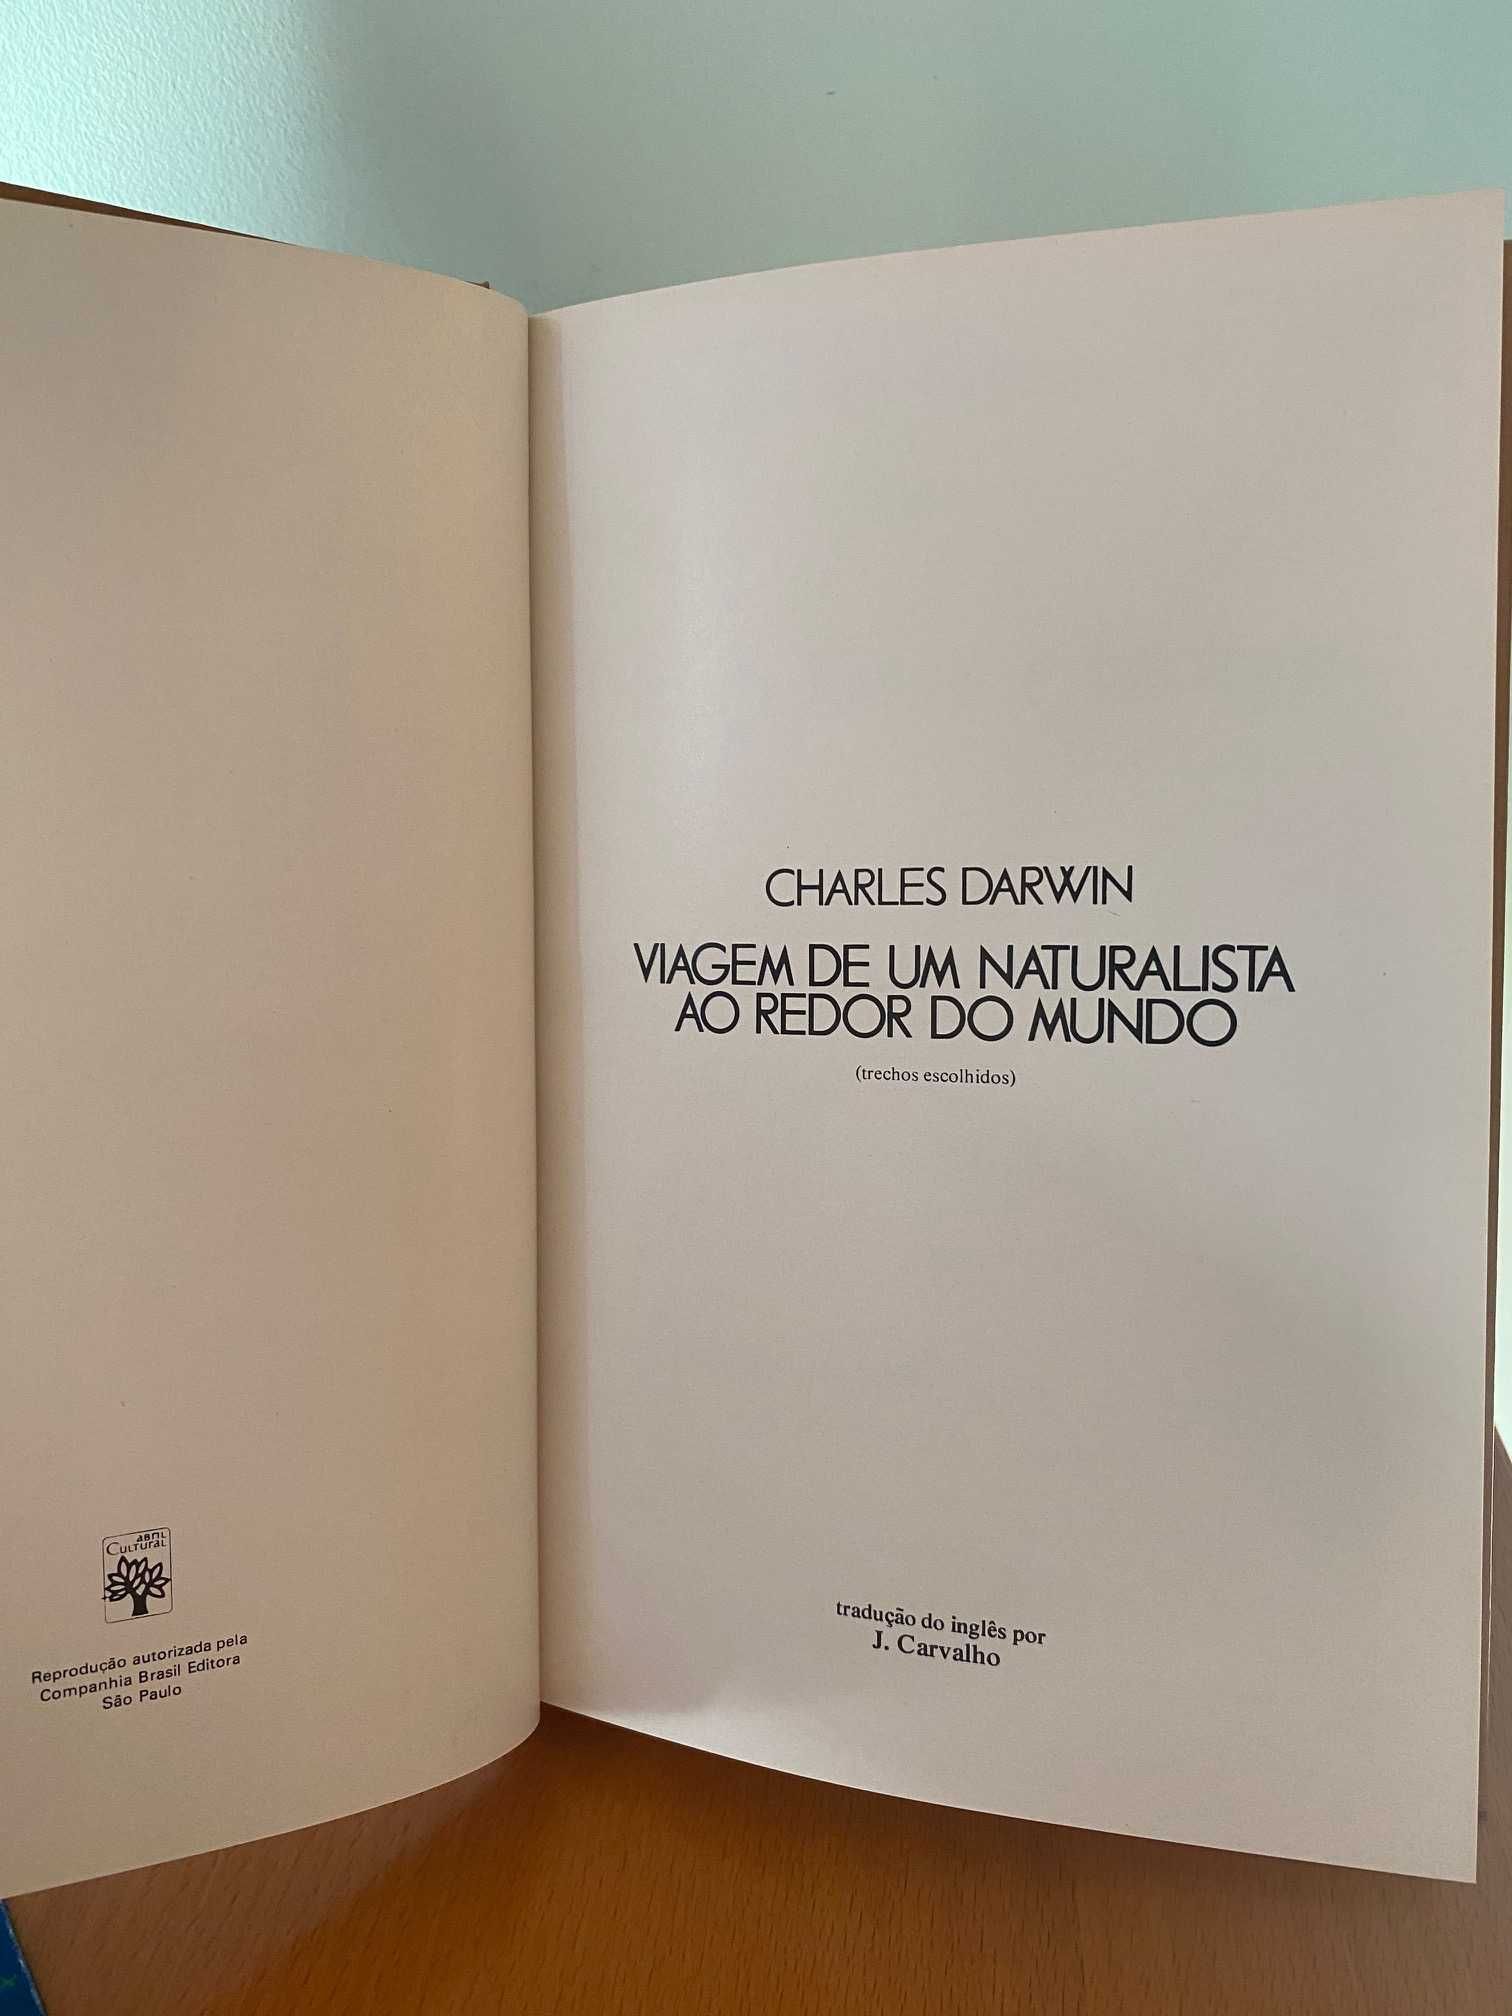 ABRIL
CULTURAL
Reprodução autorizada pela
Companhia Brasil Editora
São Paulo
CHARLES DARWIN
VIAGEM DE UM NATURALISTA
AO REDOR DO MUNDO
(trechos escolhidos)
tradução do inglês por
J. Carvalho